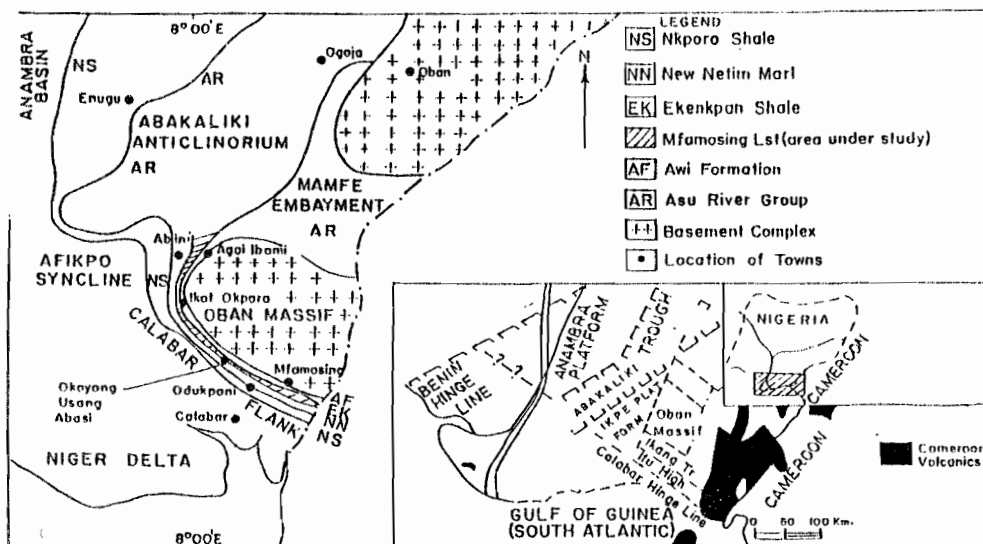 8°00'E
ANAMBRA
BASIN
NS
Enugu
AR
ABAKALIKI
ANTICLINORIUM
AR
Ogoja
Oban
N
MAMFE
EMBAYMENT
AR
AFIKPO
SYNCLINE
NS
Agoi Ibami
Ikot Okpora
OBAN MASSIF
CALABAR
FLANK
Mfamosing
Okoyong
Usang
Abasi
Odukpani
Calabar
AF
EK
NN
NS
NIGER DELTA
8°00'E
LEGEND
NS Nkporo Shale
NN New Netim Marl
EK Ekenkpan Shale
Mfamosing Lst(area under study)
AF Awi Formation
AR Asu River Group
Basement Complex
Location of Towns
BENIN
HINGE
LINE
ANAMBRA
PLATFORM
ABAKALIKI
TROUGH
IKPE PLAT
FORM
Oban
Massif
Ikang Tr
Itu High
Calabar Hinge Line
GULF OF GUINEA
(SOUTH ATLANTIC)
NIGERIA
CAMEROON
CAMEROON
Cameroon
Volcanics
0 50 100 Km.